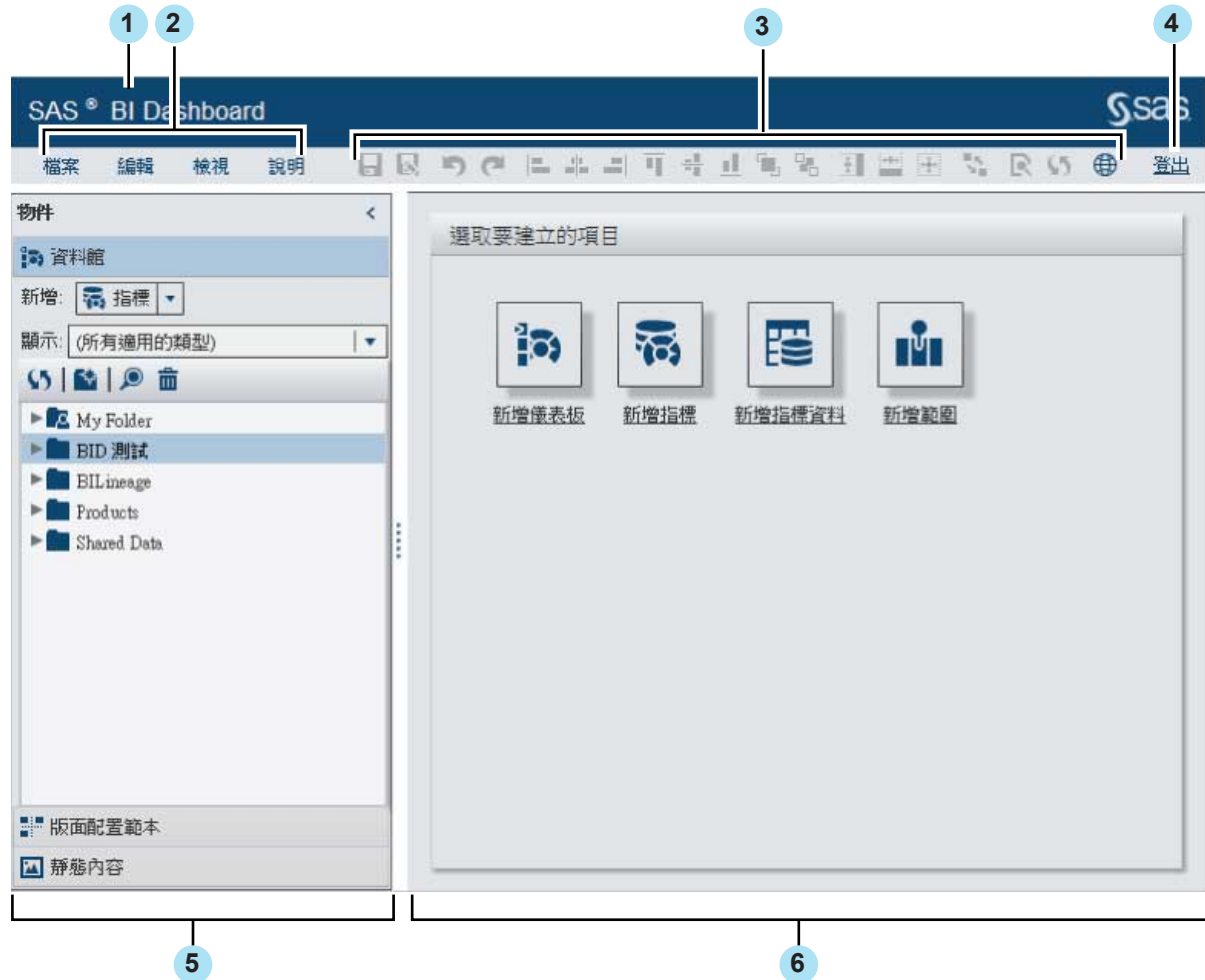 1 2 3 4
SAS ® BI Dashboard
sas
檔案 編輯 檢視 說明 登出
物件
資料館
新增: 指標
顯示: (所有適用的類型)
My Folder
BID 測試
BILineage
Products
Shared Data
版面配置範本
靜態內容
選取要建立的項目
新增儀表板 新增指標 新增指標資料 新增範圍
5 6